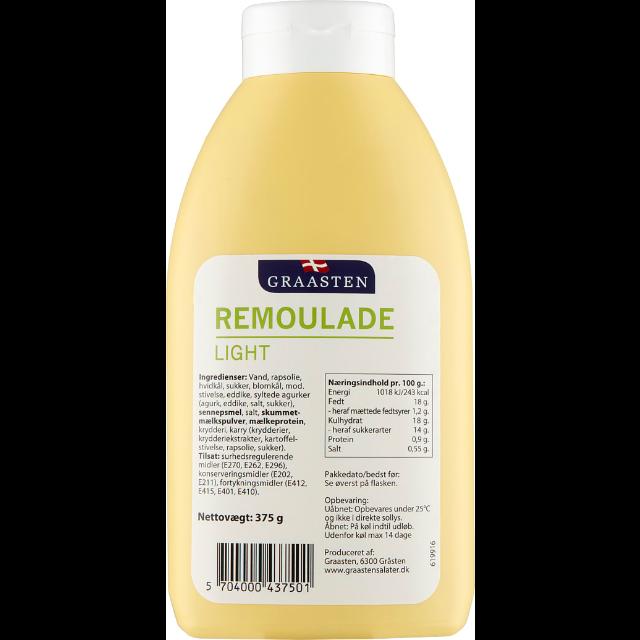 GRAASTEN
REMOULADE
LIGHT
Ingredienser: Vand, rapsolie,
hvidkål, sukker, blomkål, mod.
stivelse, eddike, syltede agurker
(agurk, eddike, salt, sukker),
sennepsmel, salt, skummet-
mælkspulver, mælkeprotein,
krydderi, karry (krydderier,
krydderiekstrakter, kartoffel-
stivelse, rapsolie, sukker).
Tilsat: surhedsregulerende
midler (E270, E262, E296),
konserveringsmidler (E202,
E211), fortykningsmidler (E412,
E415, E401, E410).
Nettovægt: 375 g
5 704000 437501
Næringsindhold pr. 100 g.:
Energi 1018 kJ/243 kcal
Fedt 18 g.
- heraf mættede fedtsyrer 1,2 g.
Kulhydrat 18 g.
- heraf sukkerarter 14 g.
Protein 0,9 g.
Salt 0,55 g.
Pakkedato/bedst før:
Se øverst på flasken.
Opbevaring:
Uåbnet: Opbevares under 25°C
og ikke i direkte sollys.
Åbnet: På køl indtil udløb.
Udenfor køl max 14 dage
Produceret af:
Graasten, 6300 Gråsten
www.graastensalater.dk
619916